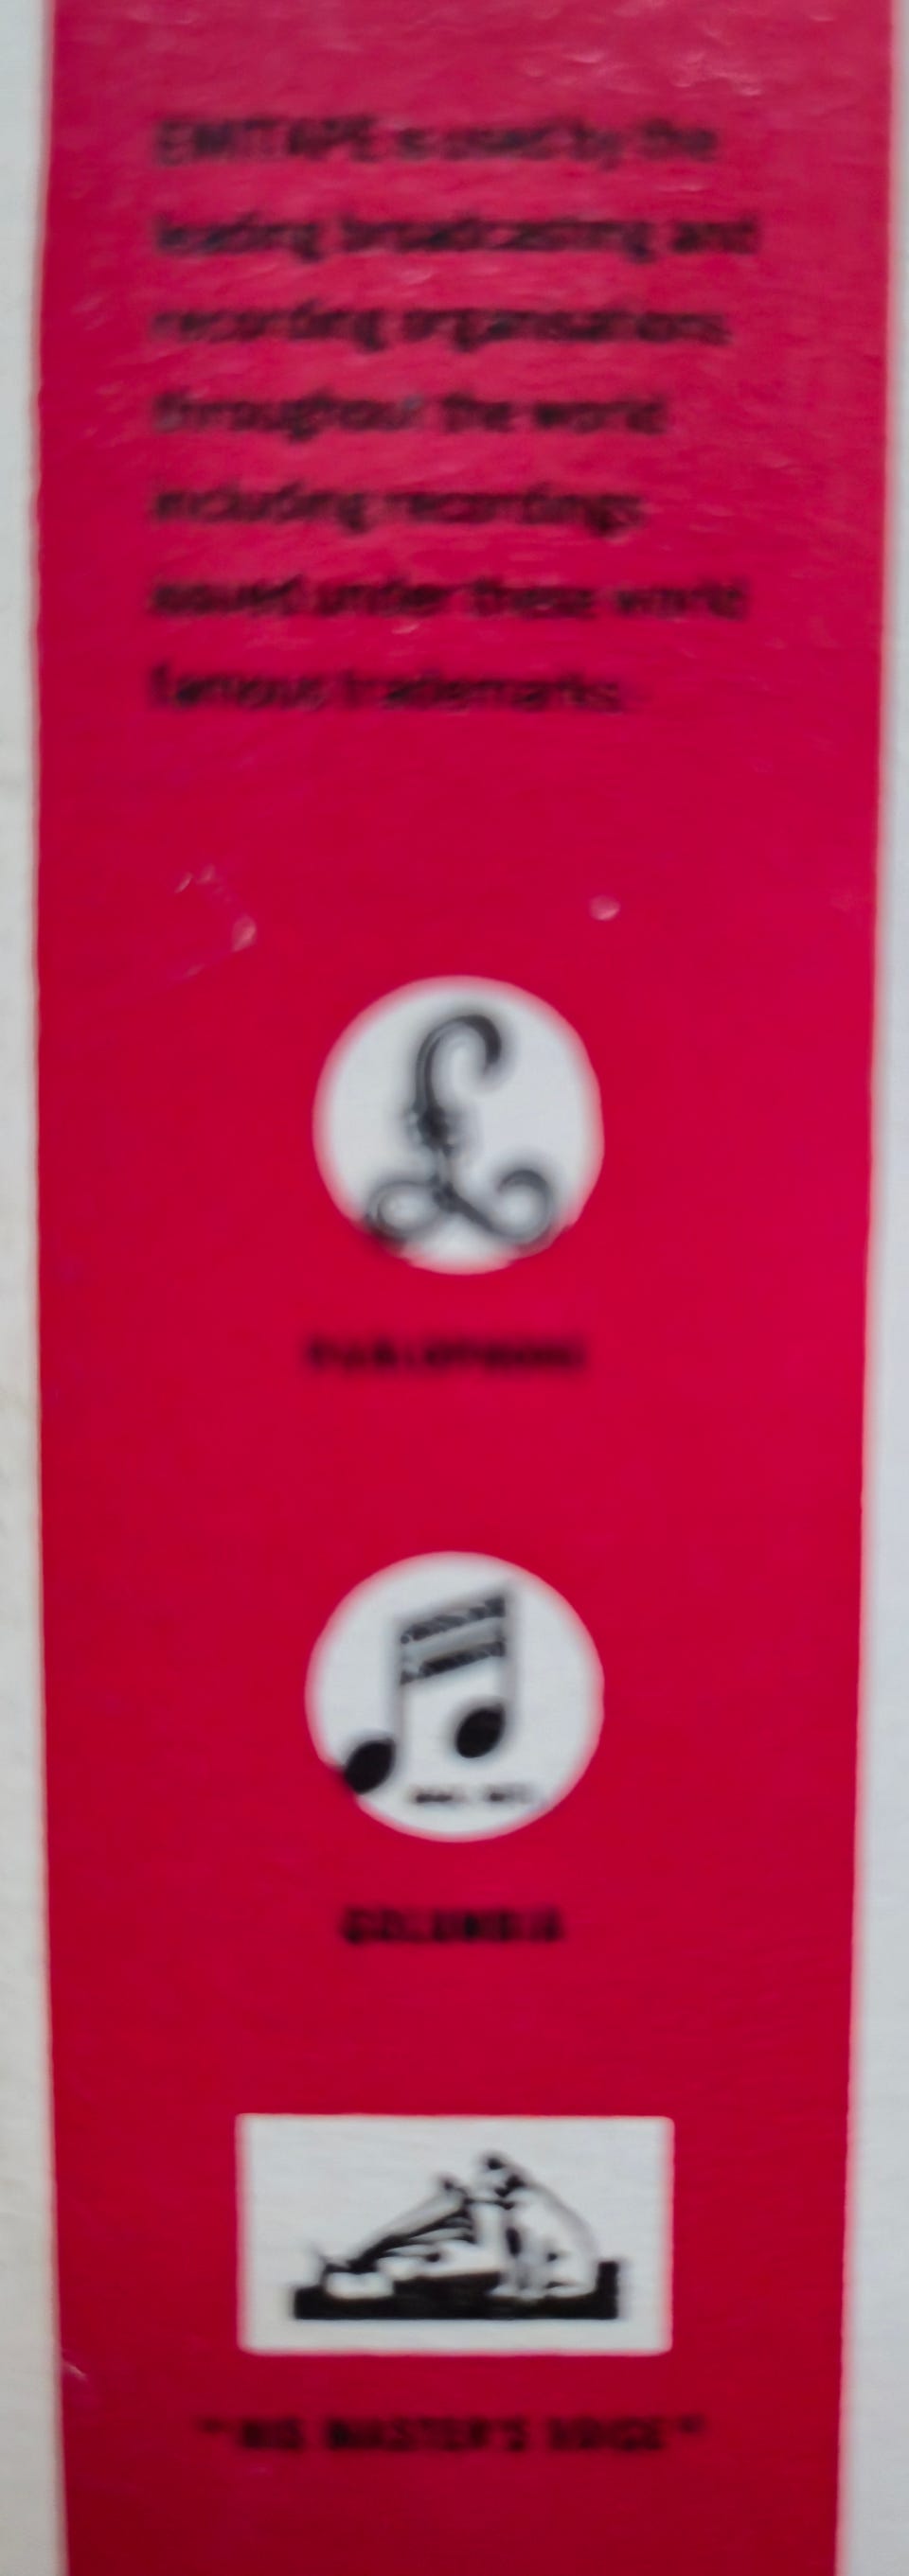 EMITAPE is used by the
leading broadcasting and
recording organisations
throughout the world
including recordings
issued under these world
famous trademarks.
PARLOPHONE
COLUMBIA
"HIS MASTER'S VOICE"